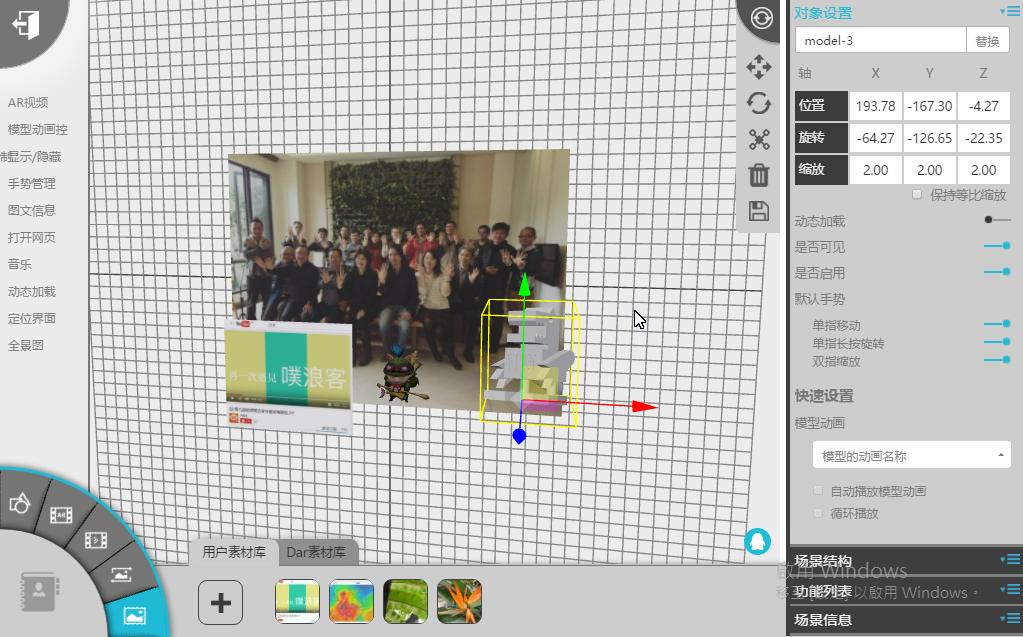 AR视频
模型动画控
制显示/隐藏
手势管理
图文信息
打开网页
音乐
动态加载
定位界面
全景图
再一次遇見 噗浪客
用户素材库
Dar素材库
对象设置
model-3
替换
轴 X Y Z
位置 193.78 -167.30 -4.27
旋转 -64.27 -126.65 -22.35
缩放 2.00 2.00 2.00
保持等比缩放
动态加载
是否可见
是否启用
默认手势
单指移动
单指长按旋转
双指缩放
快速设置
模型动画
模型的动画名称
自动播放模型动画
循环播放
场景结构
啟用 Windows
功能列表
以啟用 Windows。
场景信息